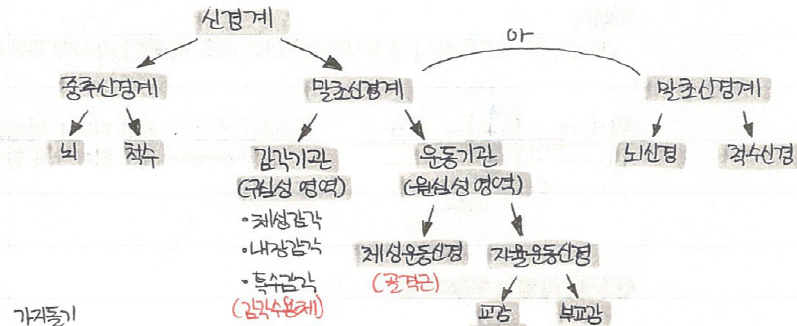 신경계
야
중추신경계 말초신경계 말초신경계
뇌 척수 감각기관 운동기관 뇌신경 척수신경
(구심성 영역) (원심성 영역)
• 체성감각
• 내장감각 체성운동신경 자율운동신경
• 특수감각 (골격근)
(감각수용체) 교감 부교감
가지돌기